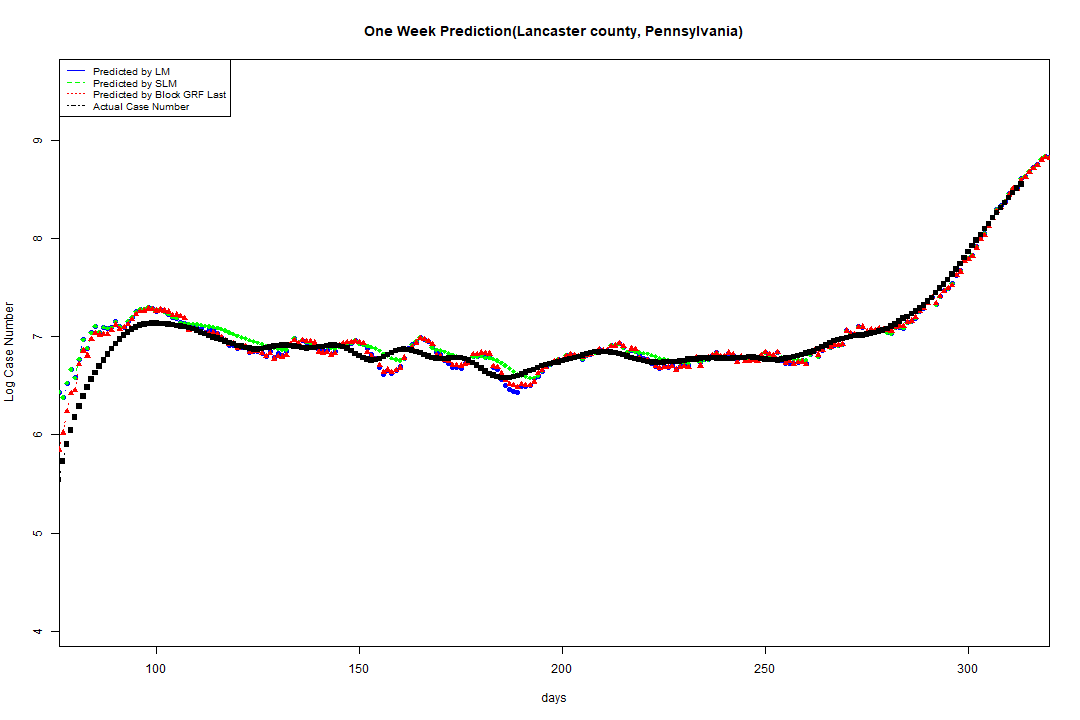 One Week Prediction(Lancaster county, Pennsylvania)
Predicted by LM
Predicted by SLM
Predicted by Block GRF Last
Actual Case Number
9
8
7
6
5
4
Log Case Number
100 150 200 250 300
days